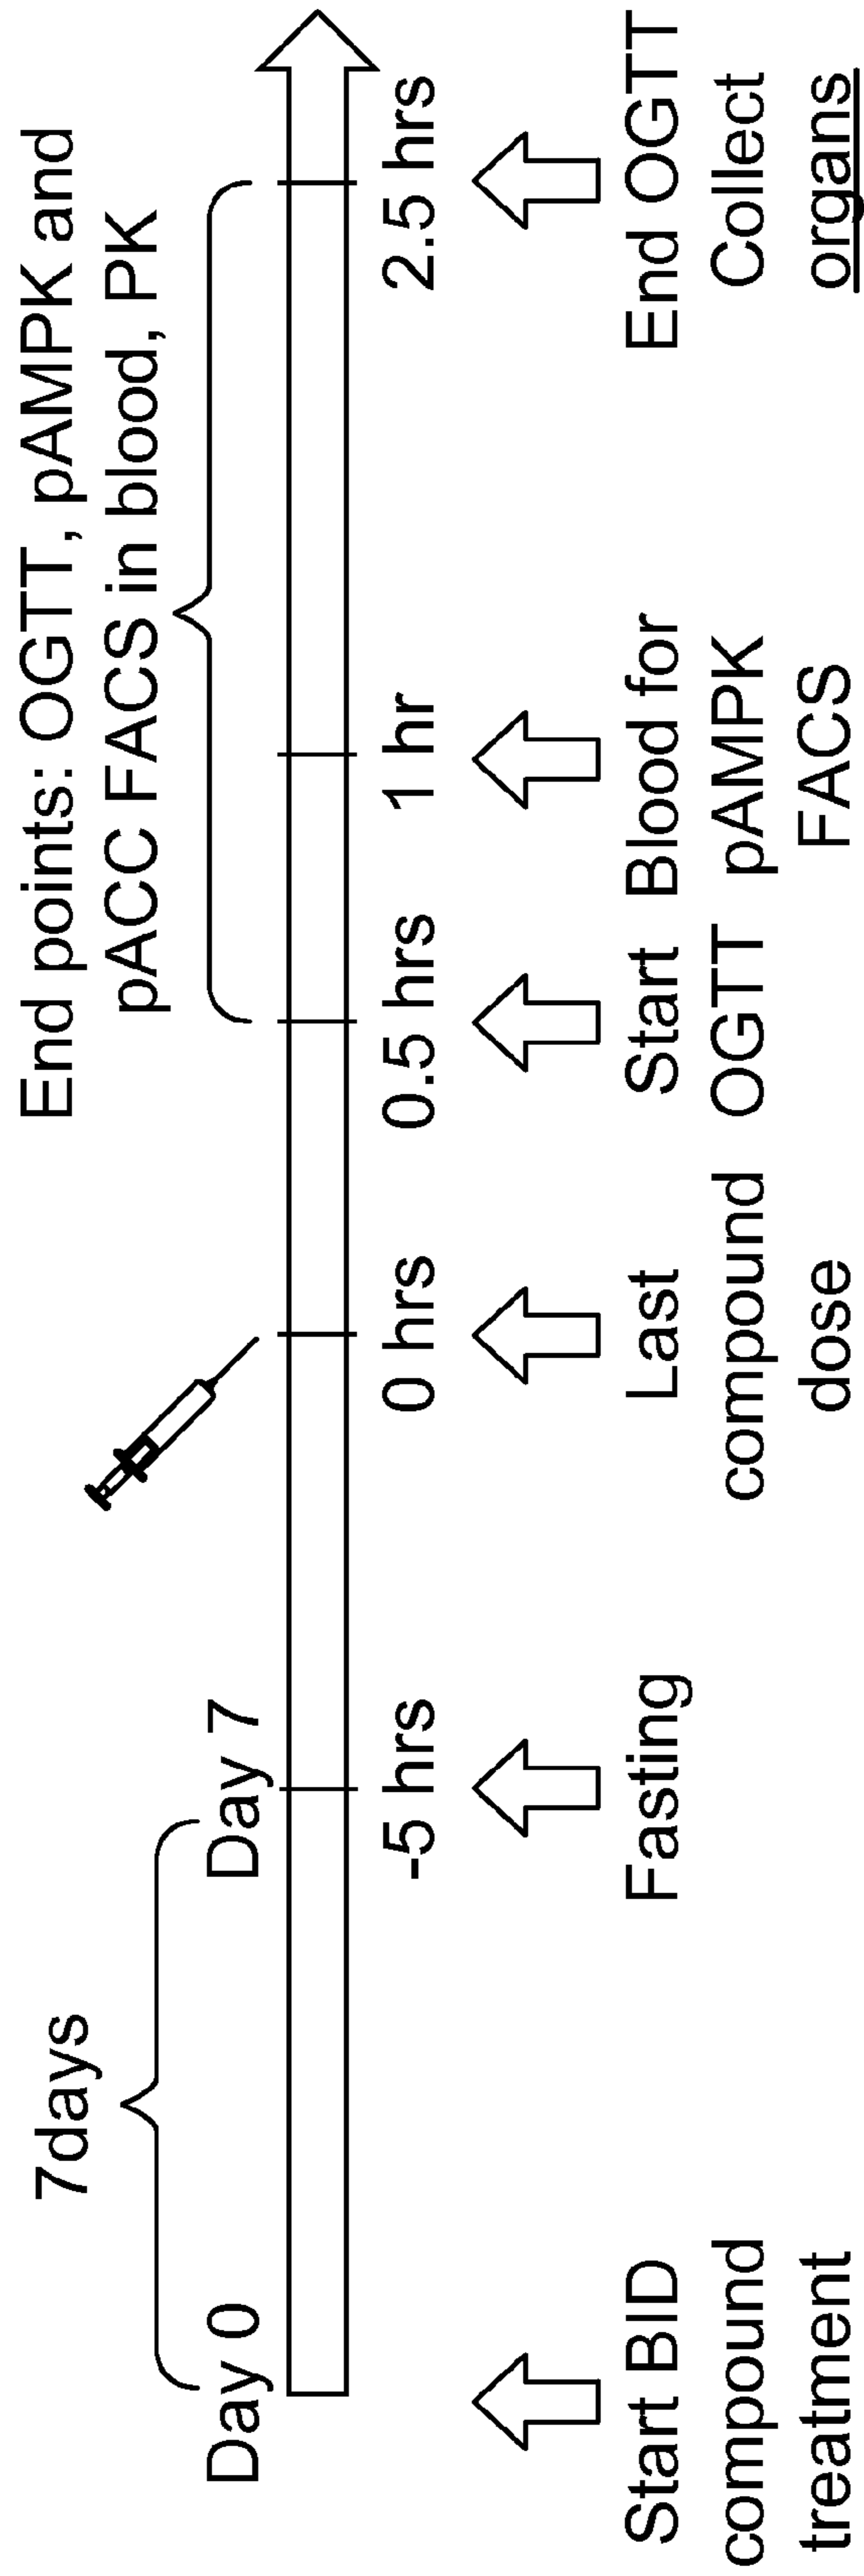 7days
End points: OGTT, pAMPK and
pACC FACS in blood, PK
Day 0
Day 7
-5 hrs
0 hrs
0.5 hrs
1 hr
2.5 hrs
Start BID
compound
treatment
Fasting
Last
compound
dose
Start
OGTT
Blood for
pAMPK
FACS
End OGTT
Collect
organs